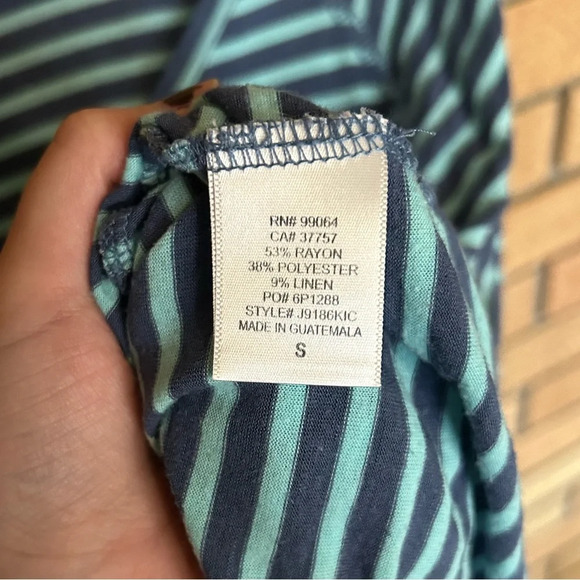 RN# 99064
CA# 37757
53% RAYON
38% POLYESTER
9% LINEN
PO# 6P1288
STYLE# J9186KIC
MADE IN GUATEMALA
S